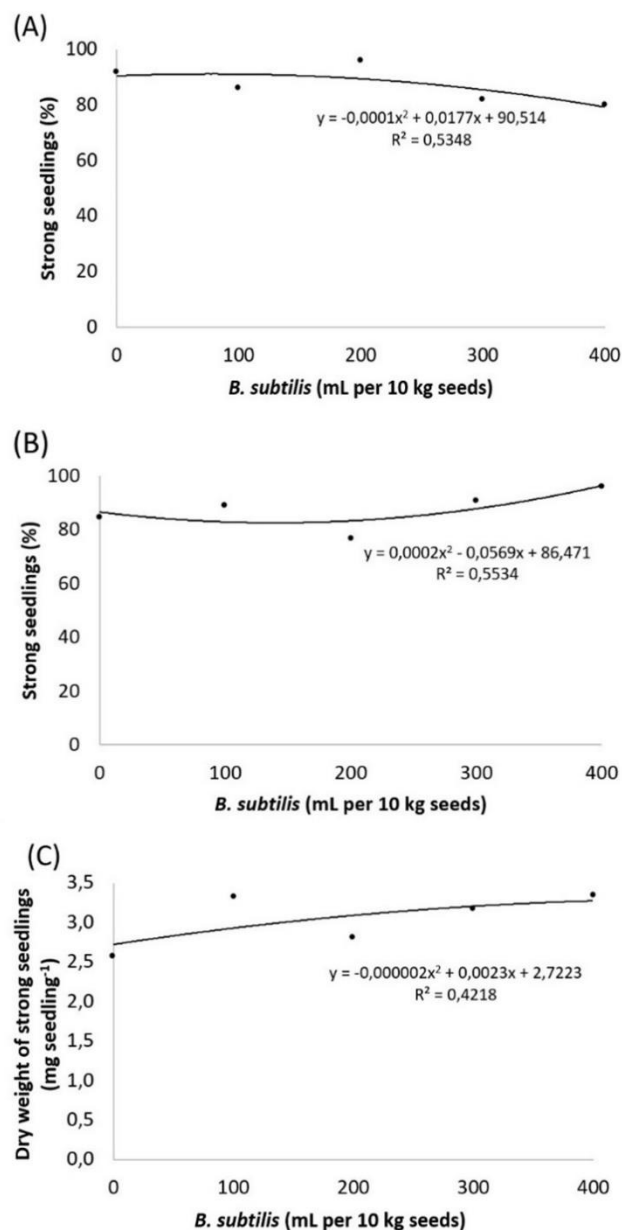 (A)
Strong seedlings (%)
100
80
60
40
20
0
y = -0,0001x² + 0,0177x + 90,514
R² = 0,5348
0 100 200 300 400
B. subtilis (mL per 10 kg seeds)
(B)
Strong seedlings (%)
100
80
60
40
20
0
y = 0,0002x² - 0,0569x + 86,471
R² = 0,5534
0 100 200 300 400
B. subtilis (mL per 10 kg seeds)
(C)
Dry weight of strong seedlings
(mg seedling⁻¹)
3,5
3,0
2,5
2,0
1,5
1,0
0,5
0,0
y = -0,000002x² + 0,0023x + 2,7223
R² = 0,4218
0 100 200 300 400
B. subtilis (mL per 10 kg seeds)